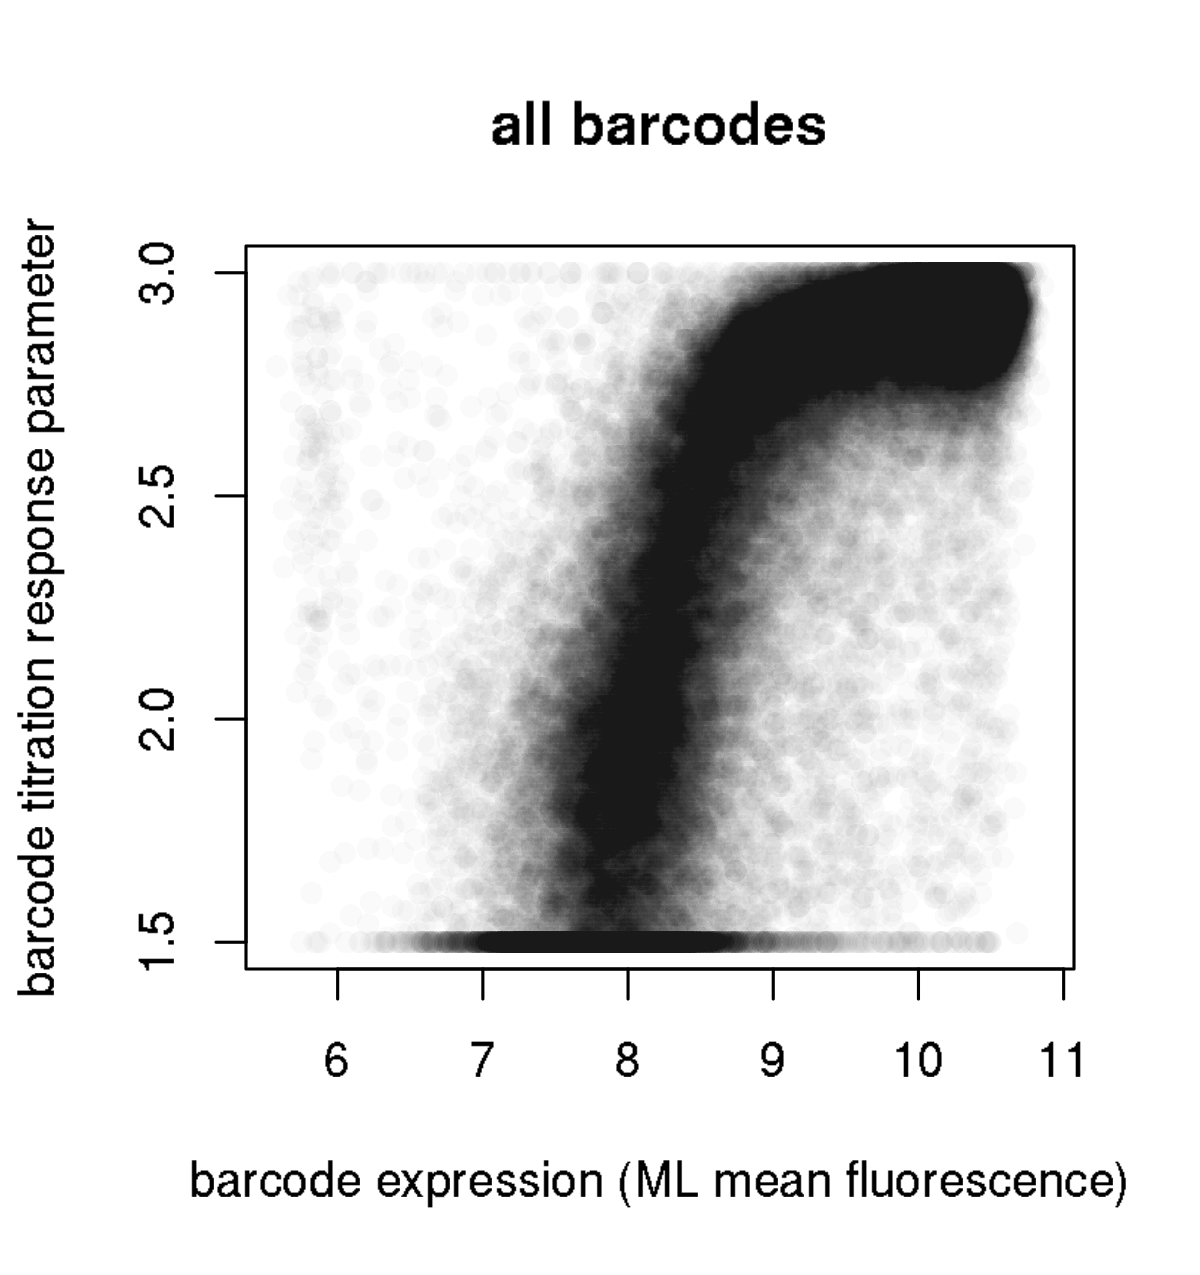 all barcodes
barcode titration response parameter
3.0
2.5
2.0
1.5
6 7 8 9 10 11
barcode expression (ML mean fluorescence)